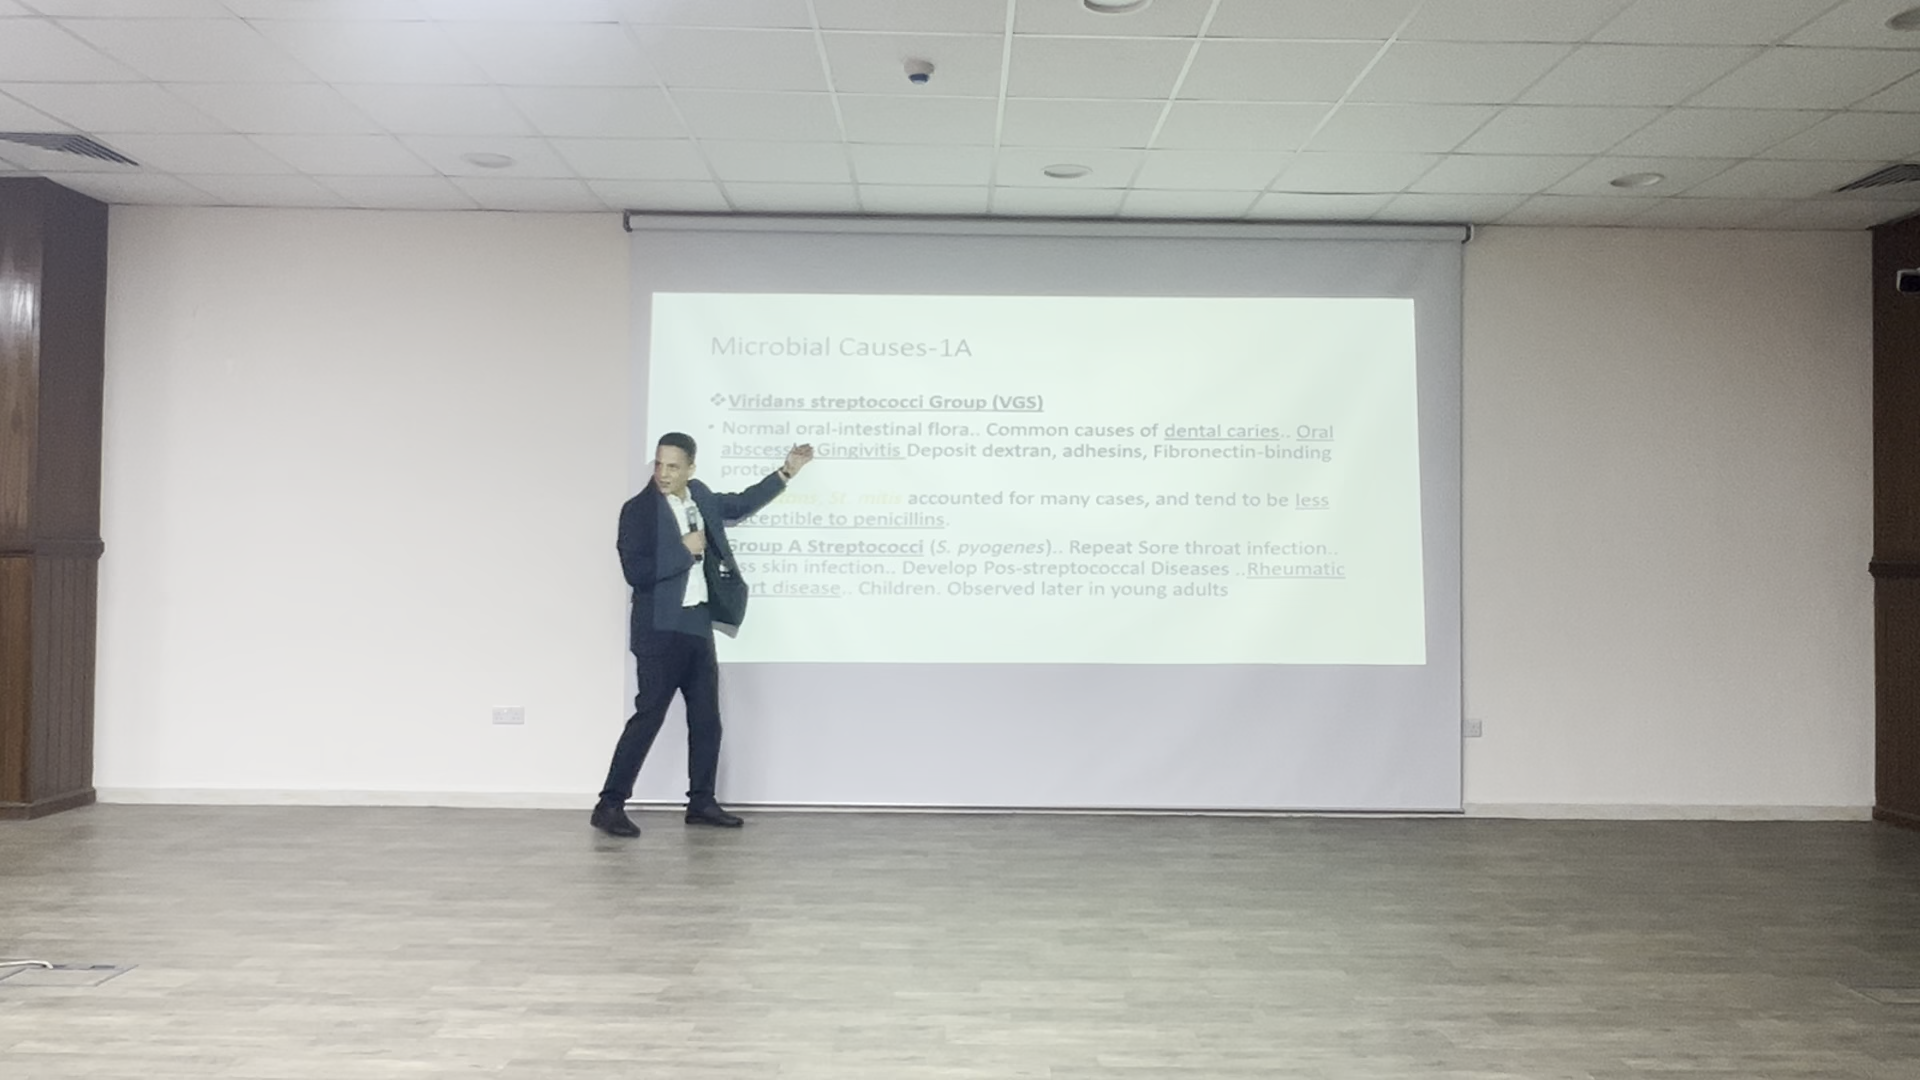 Microbial Causes-1A
❖Viridans streptococci Group (VGS)
• Normal oral-intestinal flora.. Common causes of dental caries.. Oral
Gingivitis Deposit dextran, adhesins, Fibronectin-binding
accounted for many cases, and tend to be less
to penicillins.
Group A Streptococci (S. pyogenes).. Repeat Sore throat infection..
skin infection.. Develop Pos-streptococcal Diseases ..Rheumatic
disease.. Children. Observed later in young adults